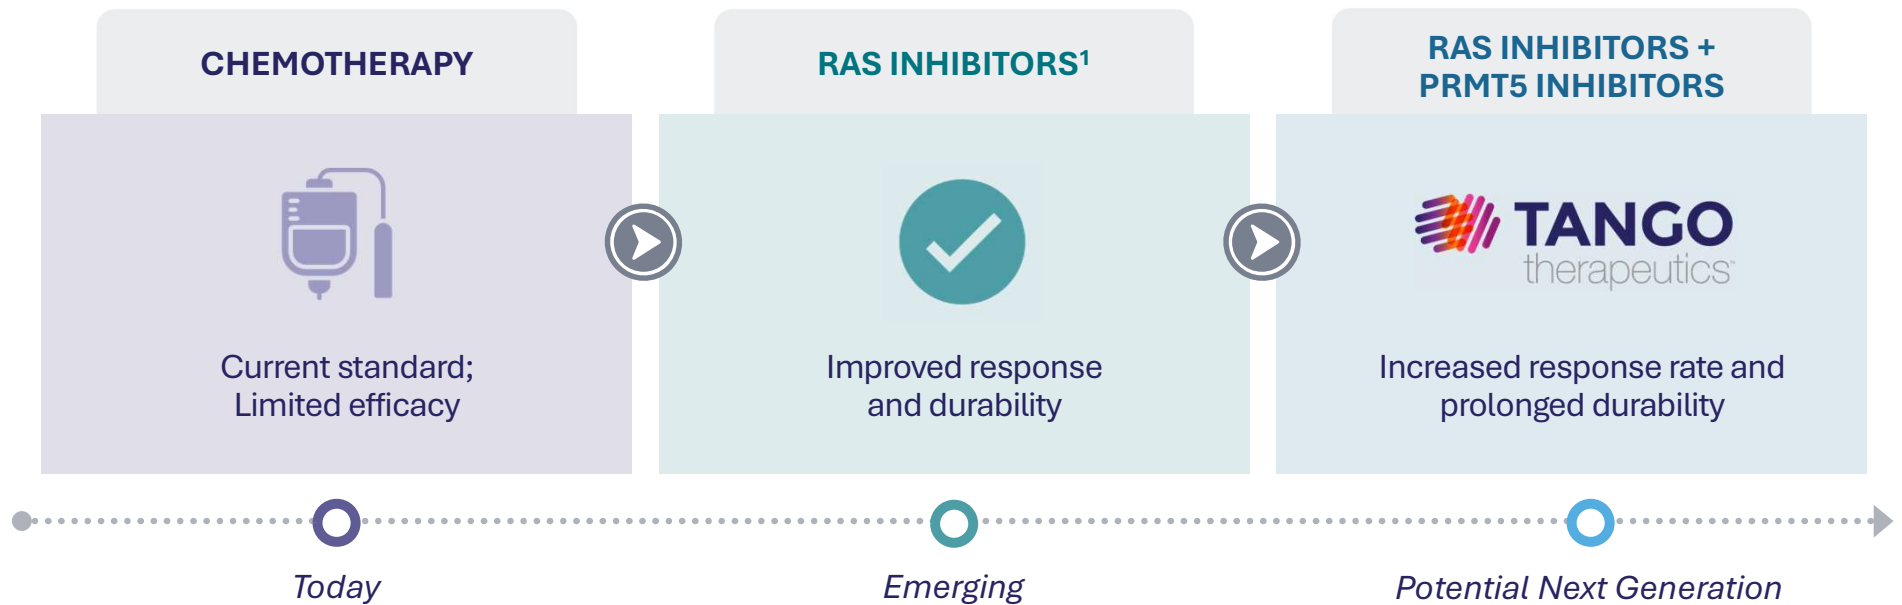 CHEMOTHERAPY
Current standard;
Limited efficacy
Today
RAS INHIBITORS¹
Improved response
and durability
Emerging
RAS INHIBITORS +
PRMT5 INHIBITORS
TANGO
therapeutics™
Increased response rate and
prolonged durability
Potential Next Generation